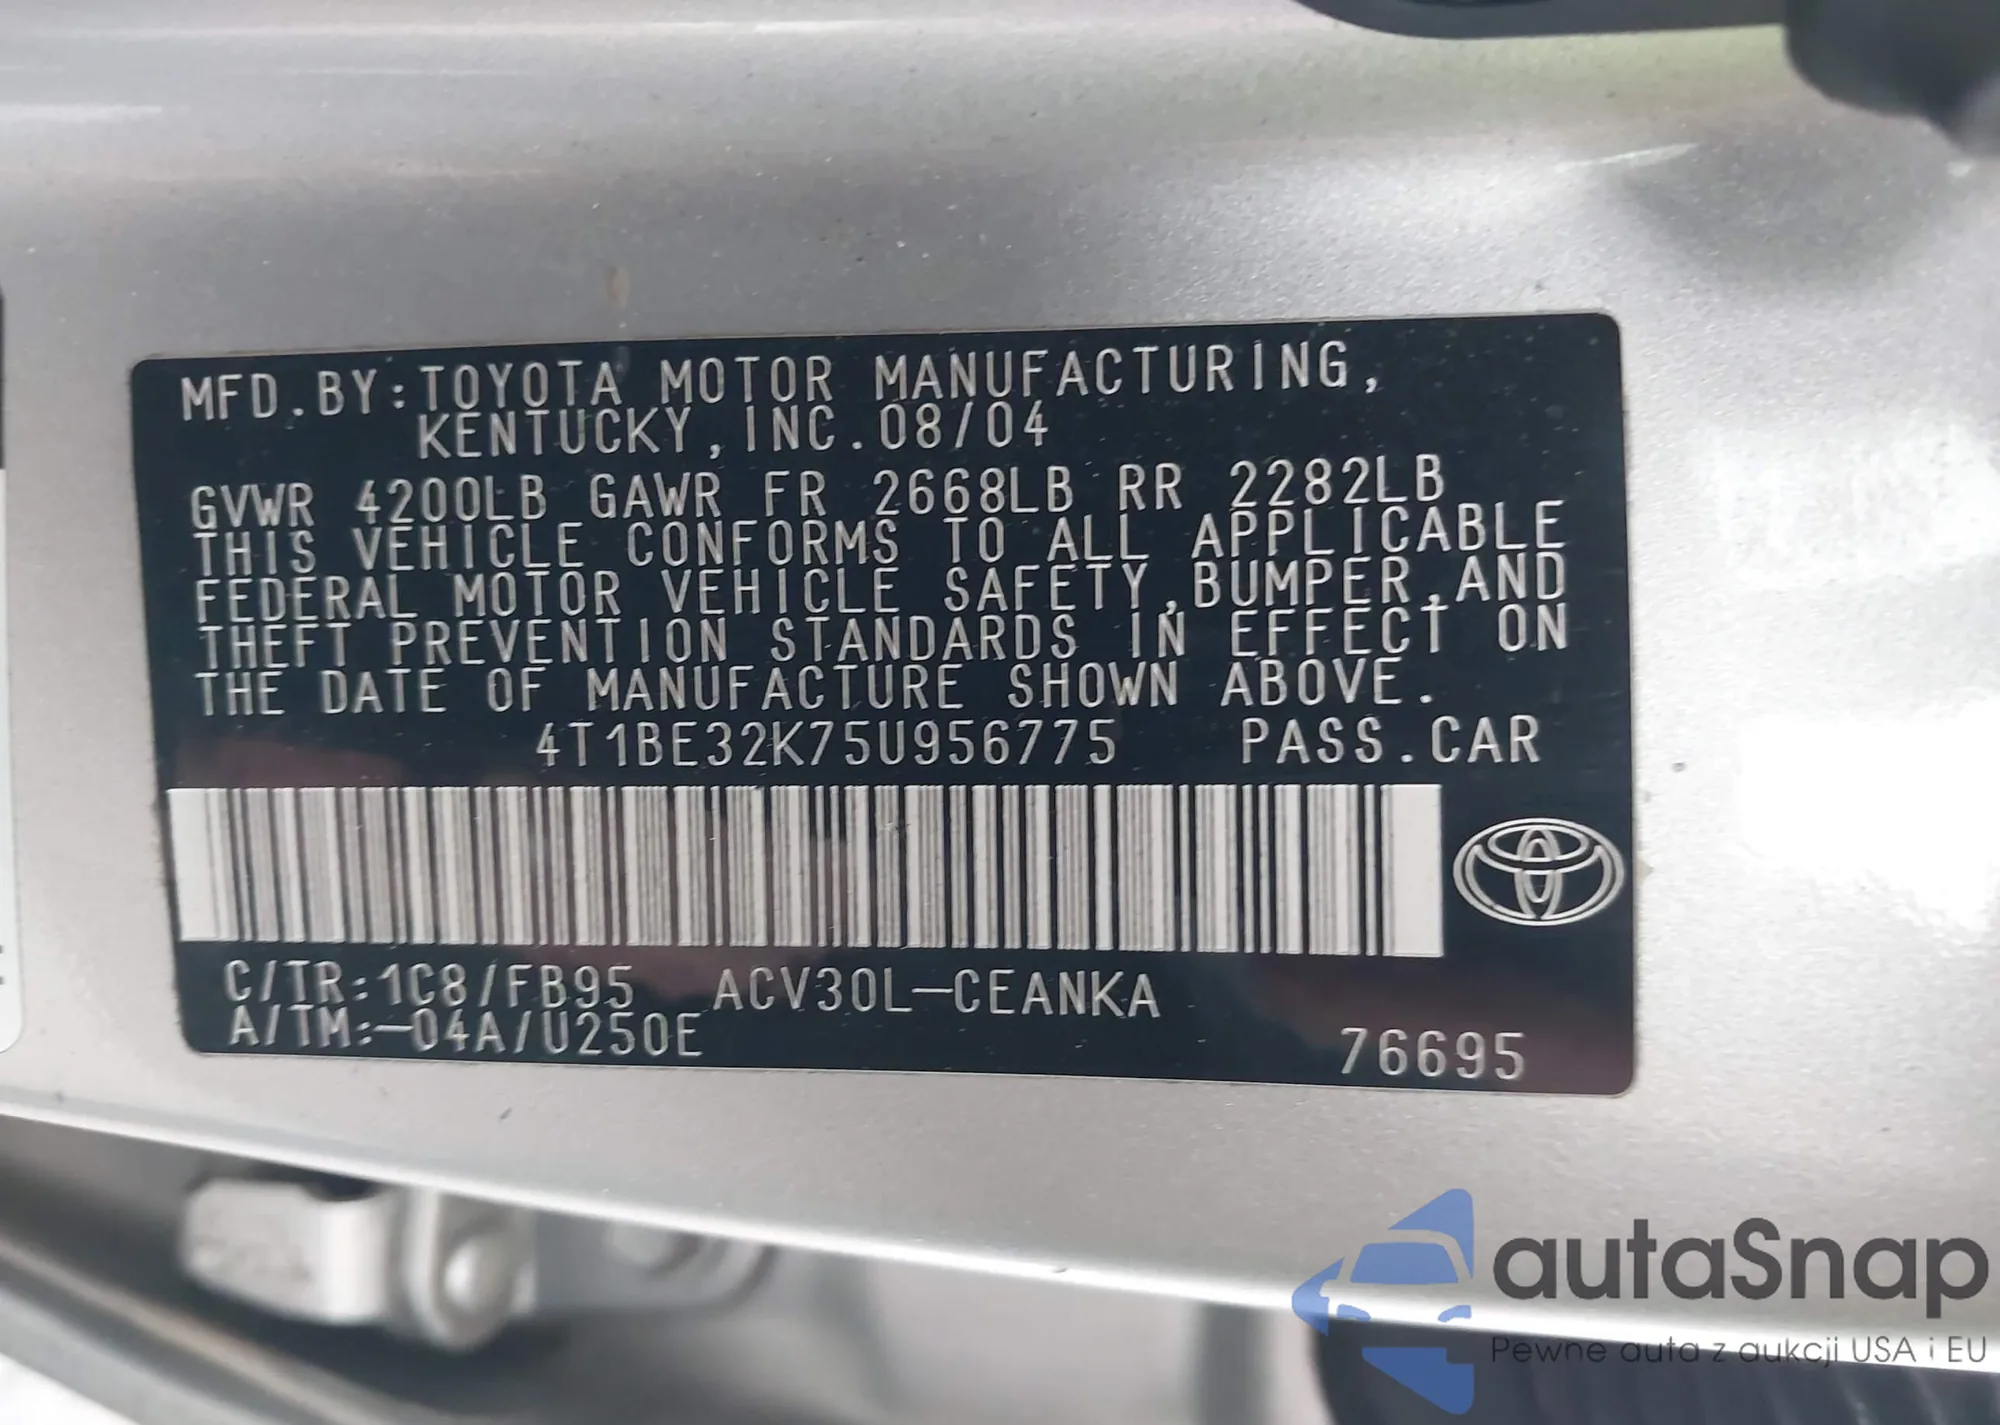 MFD.BY:TOYOTA MOTOR MANUFACTURING,
KENTUCKY,INC.08/04
GVWR 4200LB GAWR FR 2668LB RR 2282LB
THIS VEHICLE CONFORMS TO ALL APPLICABLE
FEDERAL MOTOR VEHICLE SAFETY,BUMPER,AND
THEFT PREVENTION STANDARDS IN EFFECT ON
THE DATE OF MANUFACTURE SHOWN ABOVE.
4T1BE32K75U956775 PASS.CAR
C/TR:1C8/FB95 ACV30L-CEANKA
A/TM:-04A/U250E
76695
autaSnap
Pewne auta z aukcji USA i EU